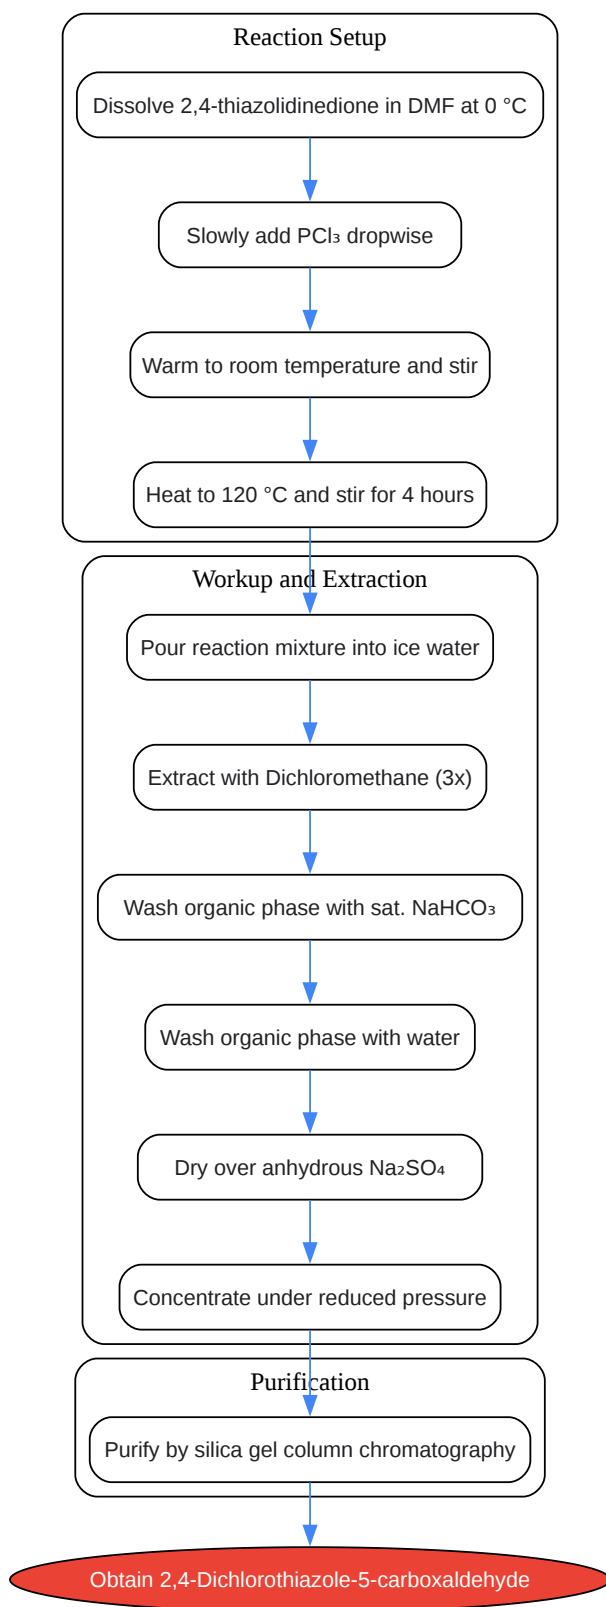 Reaction Setup
Dissolve 2,4-thiazolidinedione in DMF at 0 °C
Slowly add PCl₃ dropwise
Warm to room temperature and stir
Heat to 120 °C and stir for 4 hours
Workup and Extraction
Pour reaction mixture into ice water
Extract with Dichloromethane (3x)
Wash organic phase with sat. NaHCO₃
Wash organic phase with water
Dry over anhydrous Na₂SO₄
Concentrate under reduced pressure
Purification
Purify by silica gel column chromatography
Obtain 2,4-Dichlorothiazole-5-carboxaldehyde